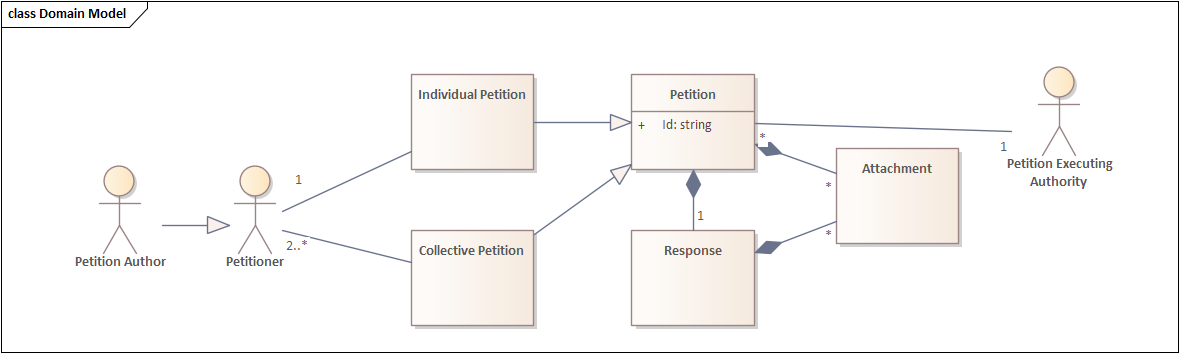 class Domain Model
Individual Petition
Petition
+ Id: string
*
1
Petition Executing
Authority
Attachment
*
*
1
Petition Author
Petitioner
1
2..*
Collective Petition
Response